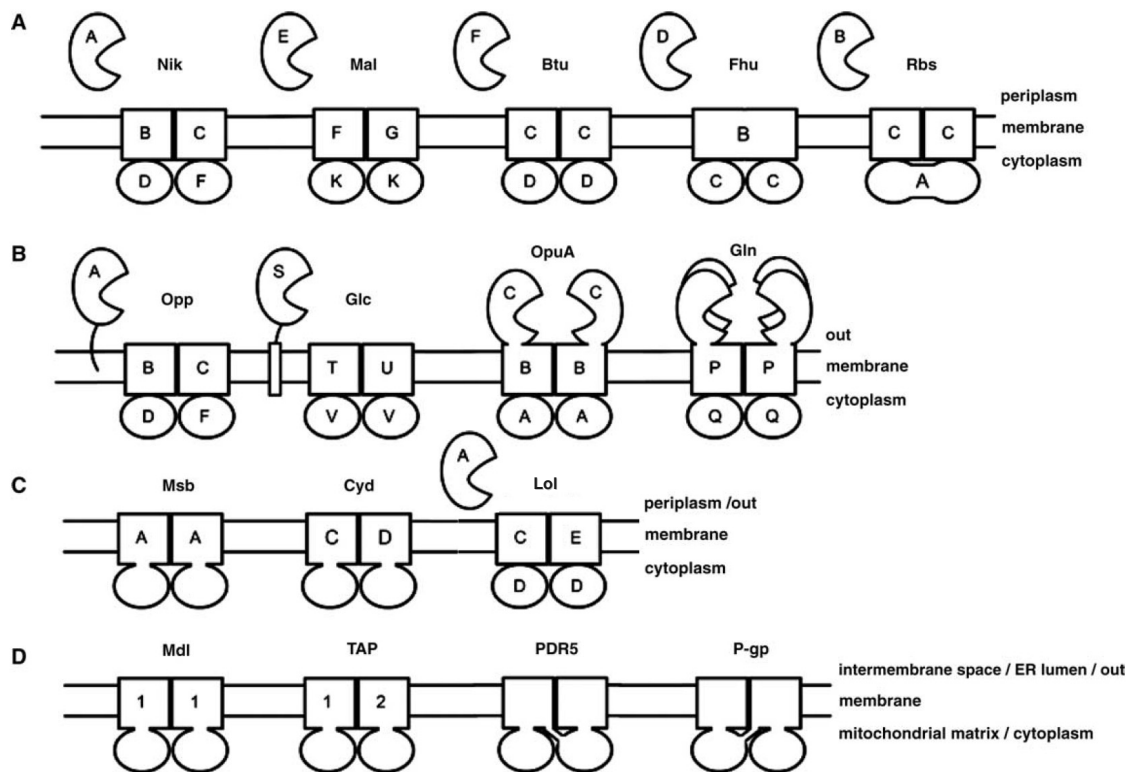 A
A E F D B
Nik Mal Btu Fhu Rbs
periplasm
B C F G C C B C C membrane
cytoplasm
D F K K D D C C A
B
OpuA Gln
A S C C
Opp Glc
out
B C T U B B P P membrane
cytoplasm
D F V V A A Q Q
A
C
Msb Cyd Lol
periplasm /out
A A C D C E membrane
cytoplasm
D D
D
Mdl TAP PDR5 P-gp
intermembrane space / ER lumen / out
1 1 1 2 membrane
mitochondrial matrix / cytoplasm